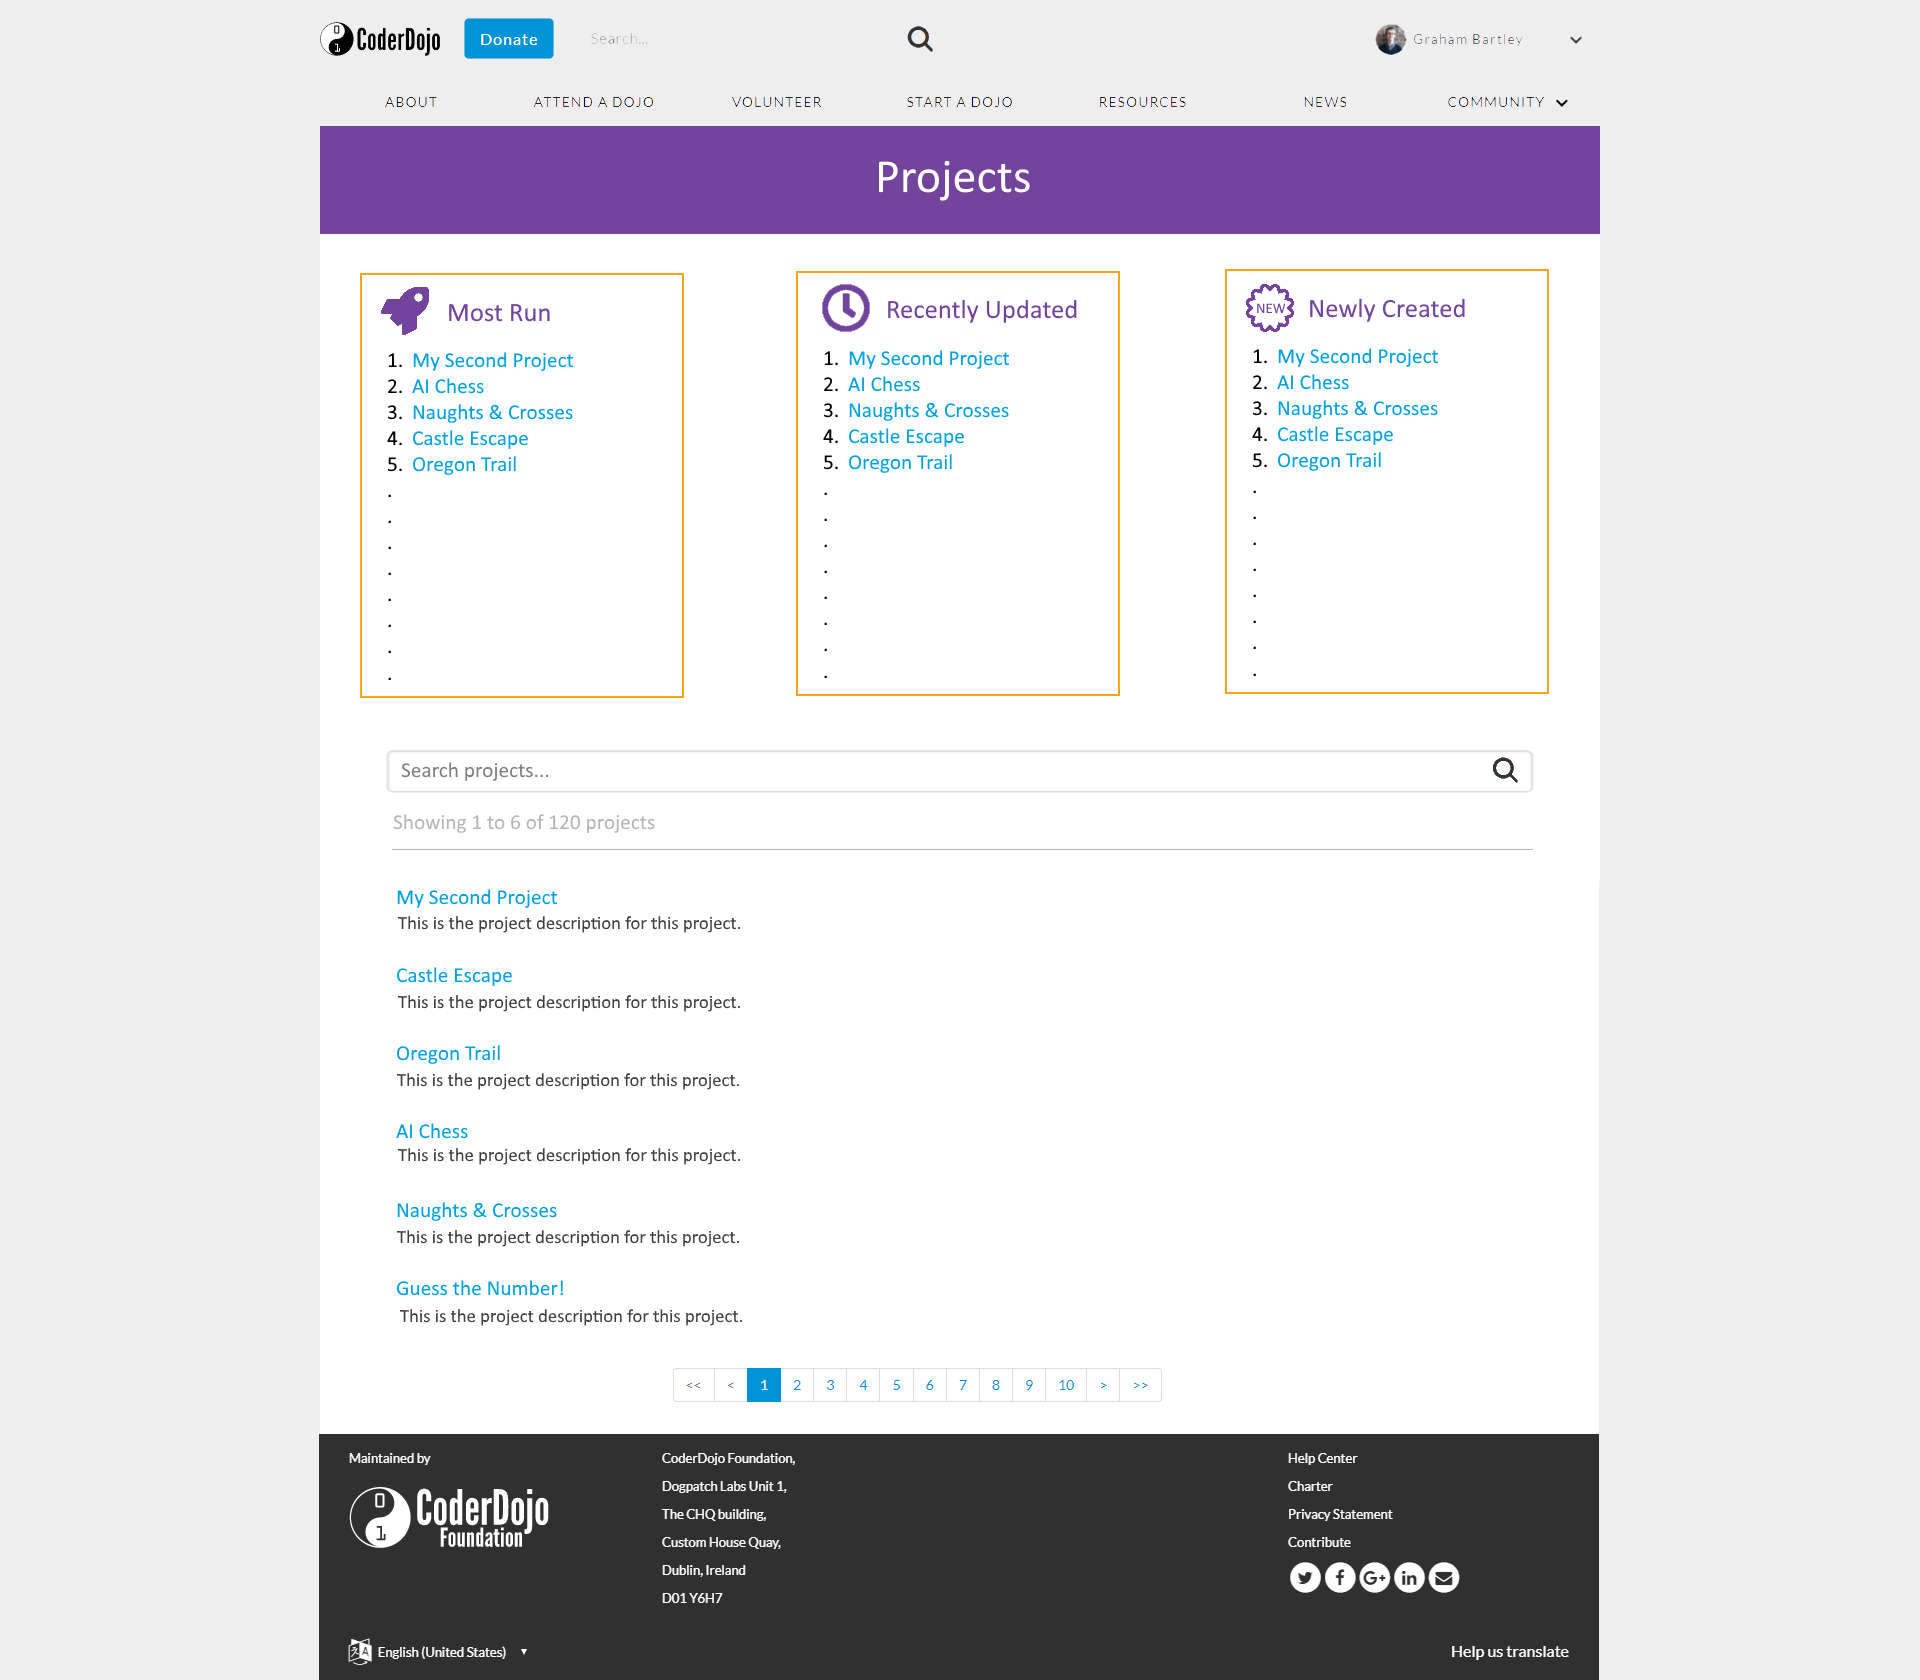 CoderDojo
Donate
Search...
Graham Bartley
ABOUT
ATTEND A DOJO
VOLUNTEER
START A DOJO
RESOURCES
NEWS
COMMUNITY
Projects
Most Run
1. My Second Project
2. AI Chess
3. Naughts & Crosses
4. Castle Escape
5. Oregon Trail
.
.
.
.
.
.
.
.
Recently Updated
1. My Second Project
2. AI Chess
3. Naughts & Crosses
4. Castle Escape
5. Oregon Trail
.
.
.
.
.
.
.
.
NEW
Newly Created
1. My Second Project
2. AI Chess
3. Naughts & Crosses
4. Castle Escape
5. Oregon Trail
.
.
.
.
.
.
.
.
Search projects...
Showing 1 to 6 of 120 projects
My Second Project
This is the project description for this project.
Castle Escape
This is the project description for this project.
Oregon Trail
This is the project description for this project.
AI Chess
This is the project description for this project.
Naughts & Crosses
This is the project description for this project.
Guess the Number!
This is the project description for this project.
<< < 1 2 3 4 5 6 7 8 9 10 > >>
Maintained by
CoderDojo
Foundation
CoderDojo Foundation,
Dogpatch Labs Unit 1,
The CHQ building,
Custom House Quay,
Dublin, Ireland
D01 Y6H7
Help Center
Charter
Privacy Statement
Contribute
English (United States)
Help us translate